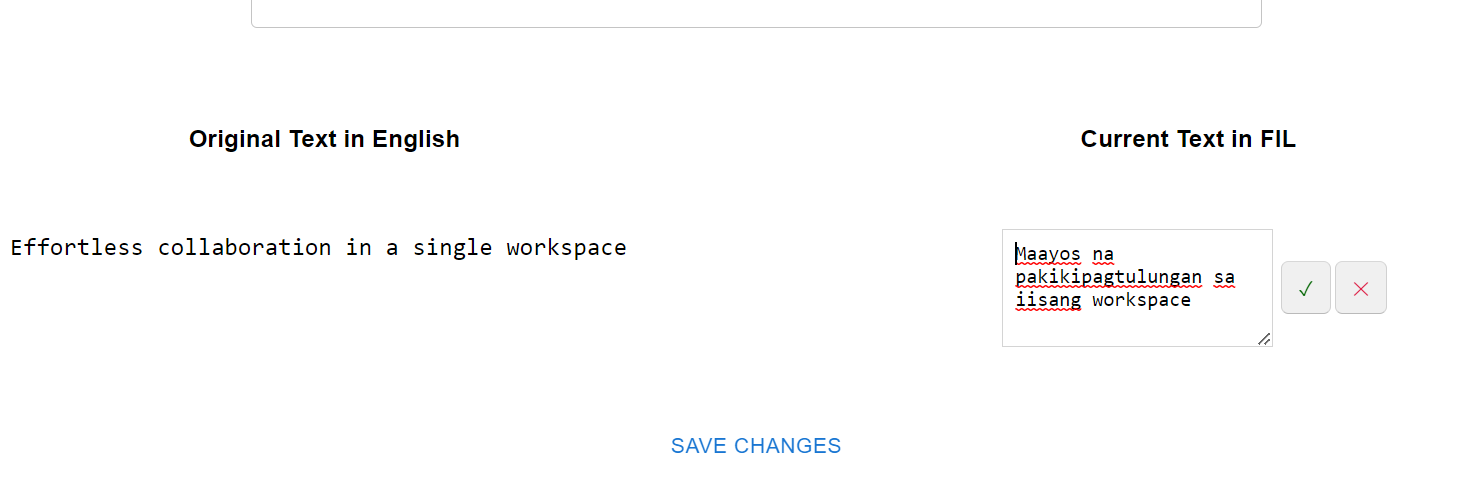 Original Text in English
Current Text in FIL
Effortless collaboration in a single workspace
Maayos na
pakikipagtulungan sa
iisang workspace
SAVE CHANGES